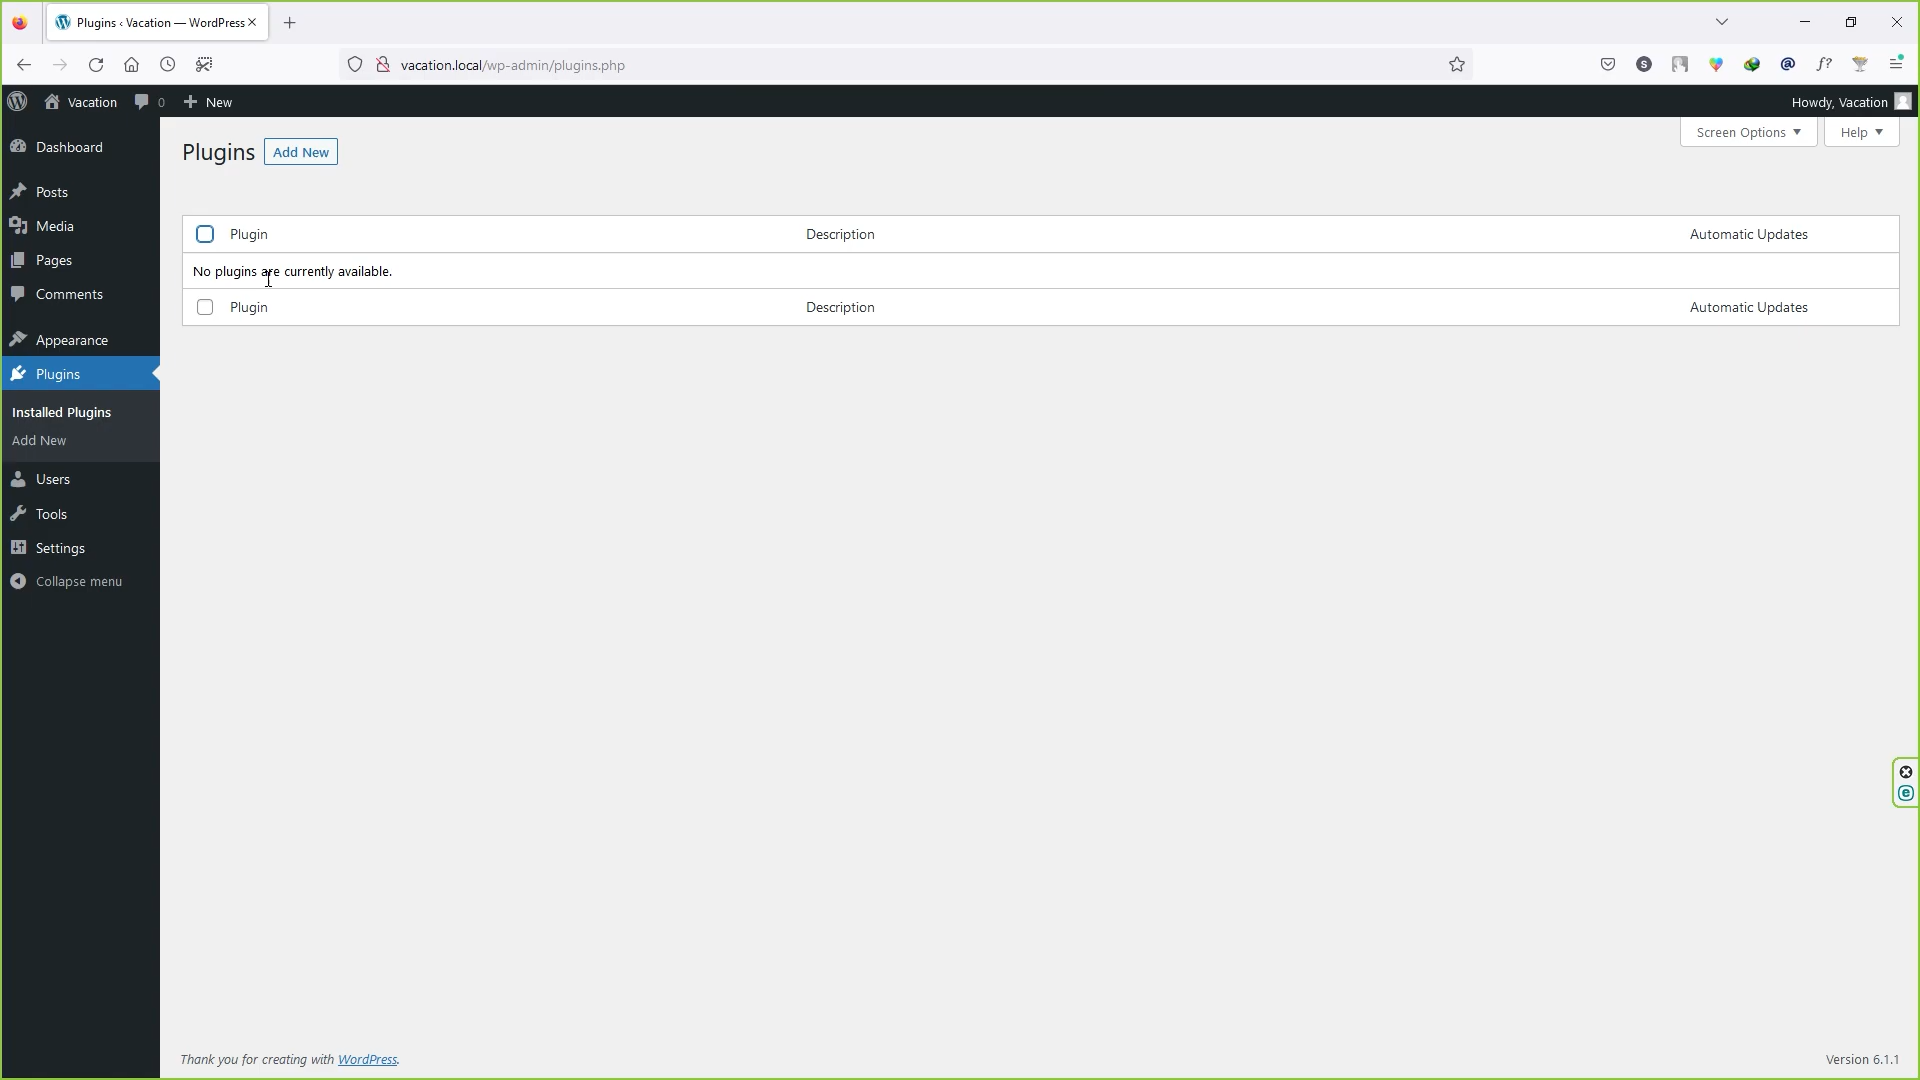 Plugins ‹ Vacation — WordPress
vacation.local/wp-admin/plugins.php
S
@
f?
Vacation
0
New
Howdy, Vacation
Screen Options
Help
Dashboard
Posts
Media
Pages
Comments
Appearance
Plugins
Installed Plugins
Add New
Users
Tools
Settings
Collapse menu
Plugins
Add New
Plugin Description Automatic Updates
No plugins are currently available.
Plugin Description Automatic Updates
e
Thank you for creating with WordPress.
Version 6.1.1